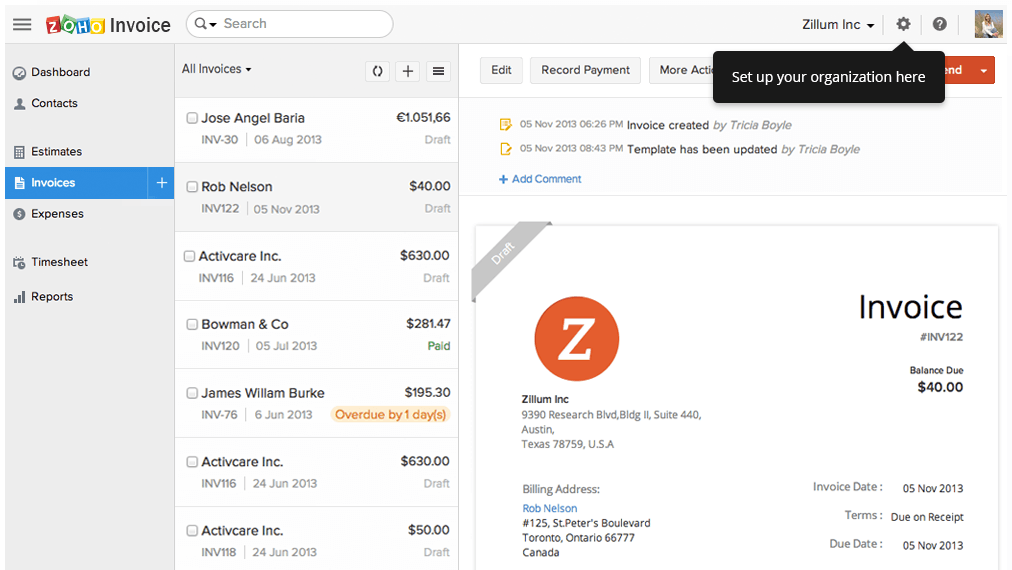 ZOHO Invoice
Search
Zillum Inc
Set up your organization here
Dashboard
Contacts
Estimates
Invoices +
Expenses
Timesheet
Reports
All Invoices
Jose Angel Baria €1.051,66
INV-30 06 Aug 2013 Draft
Rob Nelson $40.00
INV122 05 Nov 2013 Draft
Activcare Inc. $630.00
INV116 24 Jun 2013 Draft
Bowman & Co $281.47
INV120 05 Jul 2013 Paid
James Willam Burke $195.30
INV-76 6 Jun 2013 Overdue by 1 day(s)
Activcare Inc. $630.00
INV116 24 Jun 2013 Draft
Activcare Inc. $50.00
INV118 24 Jun 2013 Draft
Edit Record Payment More
05 Nov 2013 06:26 PM Invoice created by Tricia Boyle
05 Nov 2013 08:43 PM Template has been updated by Tricia Boyle
+ Add Comment
Draft
Z
Invoice
#INV122
Balance Due
$40.00
Zillum Inc
9390 Research Blvd,Bldg II, Suite 440,
Austin,
Texas 78759, U.S.A
Billing Address:
Rob Nelson
#125, St.Peter's Boulevard
Toronto, Ontario 66777
Canada
Invoice Date : 05 Nov 2013
Terms : Due on Receipt
Due Date : 05 Nov 2013